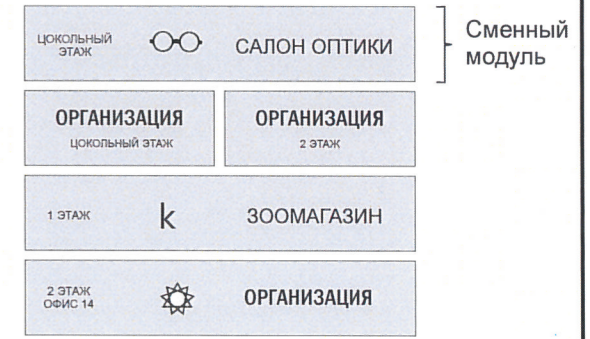 ЦОКОЛЬНЫЙ
ЭТАЖ
САЛОН ОПТИКИ
Сменный
модуль
ОРГАНИЗАЦИЯ
ЦОКОЛЬНЫЙ ЭТАЖ
ОРГАНИЗАЦИЯ
2 ЭТАЖ
1 ЭТАЖ
k
ЗООМАГАЗИН
2 ЭТАЖ
ОФИС 14
ОРГАНИЗАЦИЯ